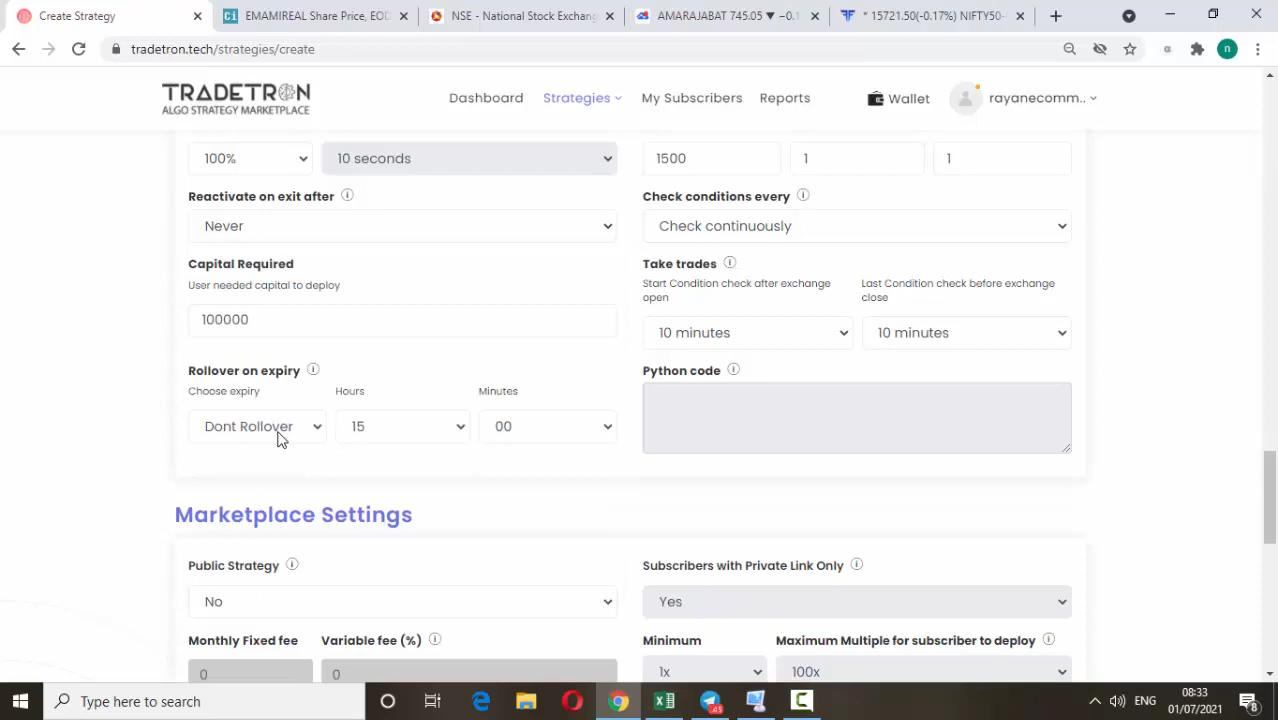 Create Strategy
EMAMIREAL Share Price, EOD
NSE - National Stock Exchan
AMARAJABAT 745.05 ▼ −0.1
* 15721.50(-0.17%) NIFTY50-
tradetron.tech/strategies/create
n
TRADETRON
ALGO STRATEGY MARKETPLACE
Dashboard
Strategies
My Subscribers
Reports
Wallet
rayanecomm..
100%
10 seconds
1500
1
1
Reactivate on exit after
Check conditions every
Never
Check continuously
Capital Required
Take trades
User needed capital to deploy
Start Condition check after exchange open
Last Condition check before exchange close
100000
10 minutes
10 minutes
Rollover on expiry
Python code
Choose expiry
Hours
Minutes
Dont Rollover
15
00
Marketplace Settings
Public Strategy
Subscribers with Private Link Only
No
Yes
Monthly Fixed fee
Variable fee (%)
Minimum
Maximum Multiple for subscriber to deploy
0
0
1x
100x
Type here to search
45
ENG
08:33
01/07/2021
8